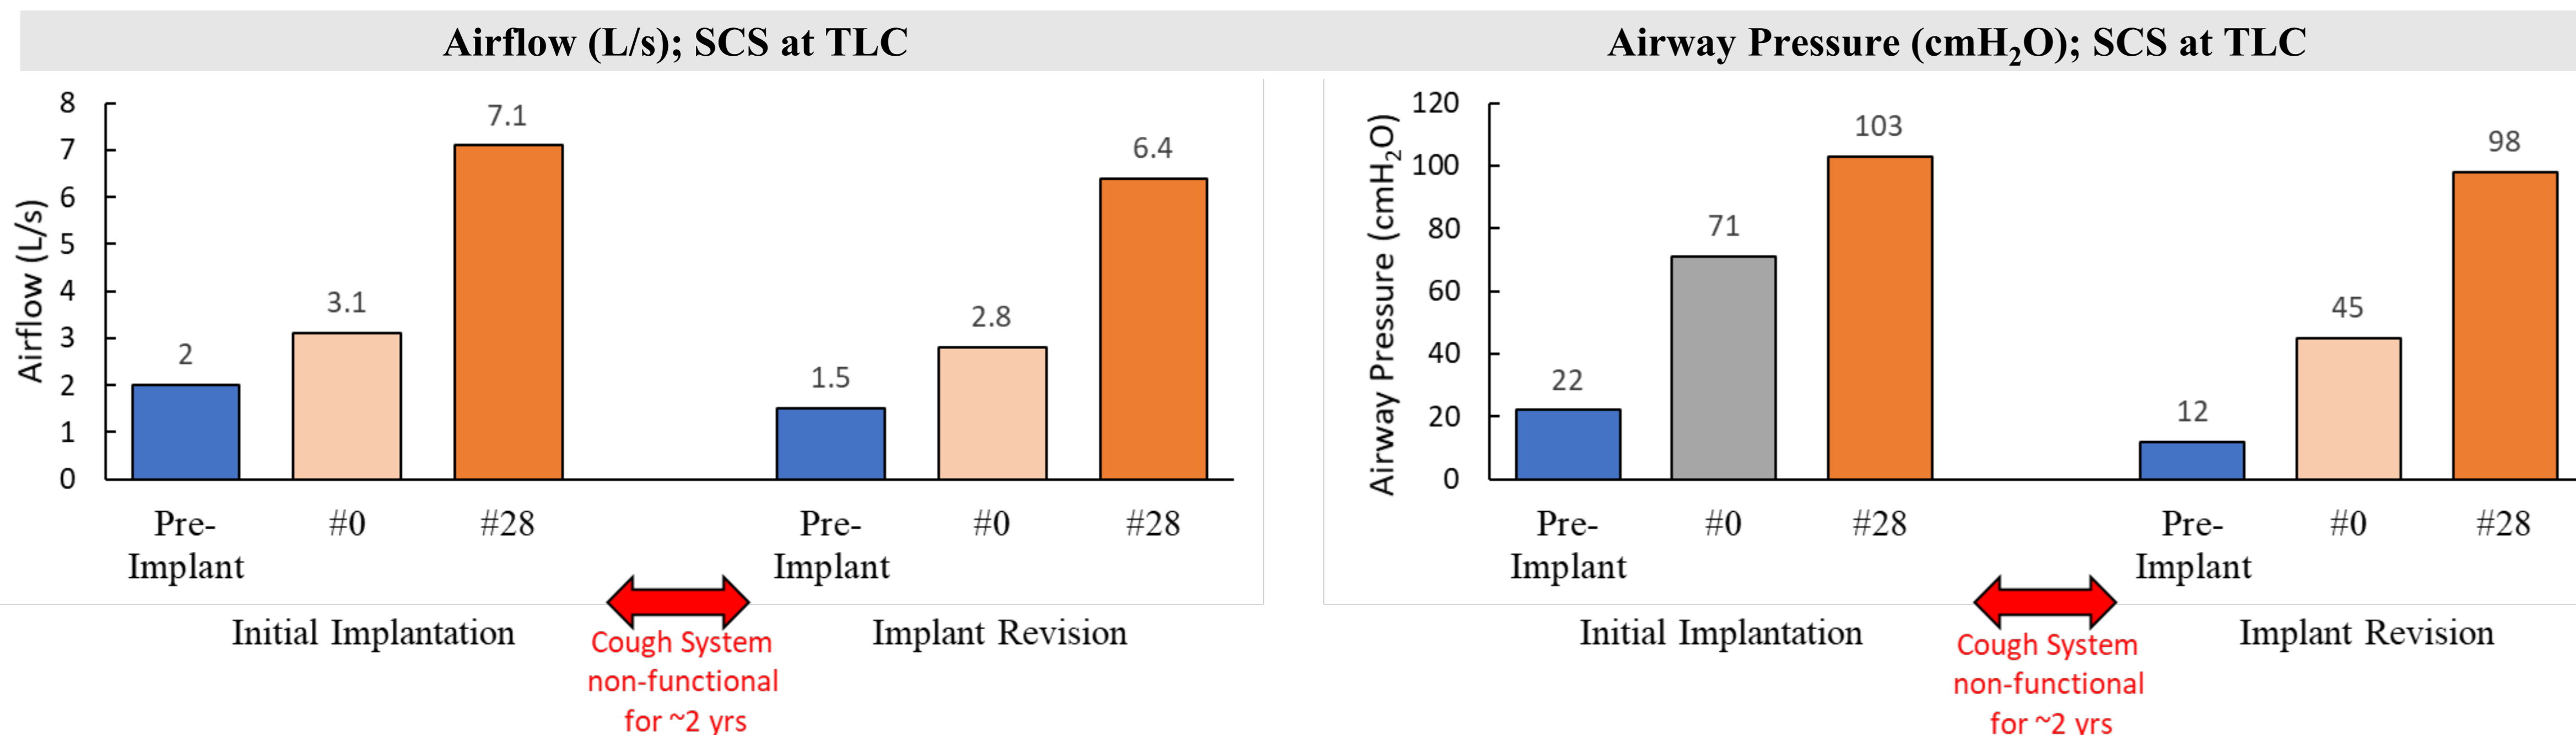 Airflow (L/s); SCS at TLC
Airflow (L/s)
8
7
6
5
4
3
2
1
0
2
3.1
7.1
1.5
2.8
6.4
Pre-
Implant
#0
#28
Pre-
Implant
#0
#28
Initial Implantation
Cough System
non-functional
for ~2 yrs
Implant Revision
Airway Pressure (cmH₂O); SCS at TLC
Airway Pressure (cmH₂O)
120
100
80
60
40
20
0
22
71
103
12
45
98
Pre-
Implant
#0
#28
Pre-
Implant
#0
#28
Initial Implantation
Cough System
non-functional
for ~2 yrs
Implant Revision